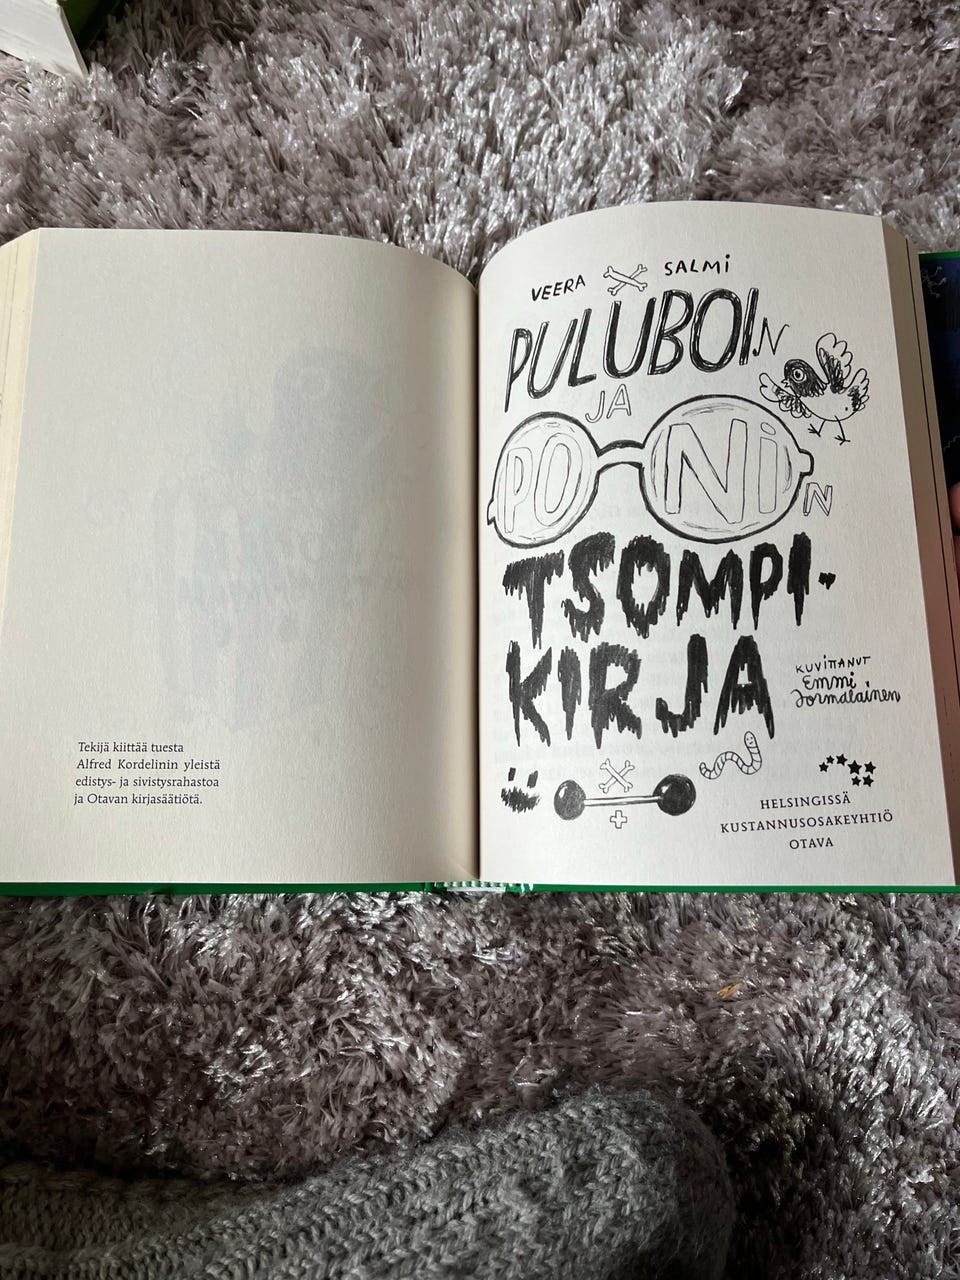 Tekijä kiittää tuesta
Alfred Kordelinin yleistä
edistys- ja sivistysrahastoa
ja Otavan kirjasäätiötä.
VEERA SALMi
PULUBOIN
JA
PONiN
TSOMPI-
KIRJA
KUVITTANUT
Emmi
Jormalainen
HELSINGISSÄ
KUSTANNUSOSAKEYHTIÖ
OTAVA